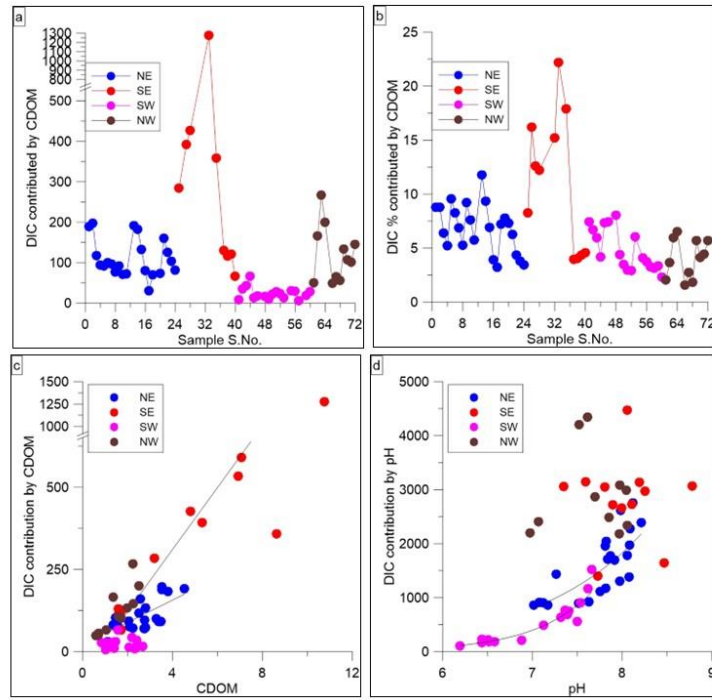 a
1300
1200
1100
1000
900
800
500
400
300
200
100
0
DIC contributed by CDOM
NE
SE
SW
NW
0 8 16 24 32 40 48 56 64 72
Sample S.No.
b
25
20
15
10
5
0
DIC % contributed by CDOM
NE
SE
SW
NW
0 8 16 24 32 40 48 56 64 72
Sample S.No.
c
1500
1250
1000
500
250
0
DIC contribution by CDOM
NE
SE
SW
NW
0 4 8 12
CDOM
d
5000
4000
3000
2000
1000
0
DIC contribution by pH
NE
SE
SW
NW
6 7 8 9
pH